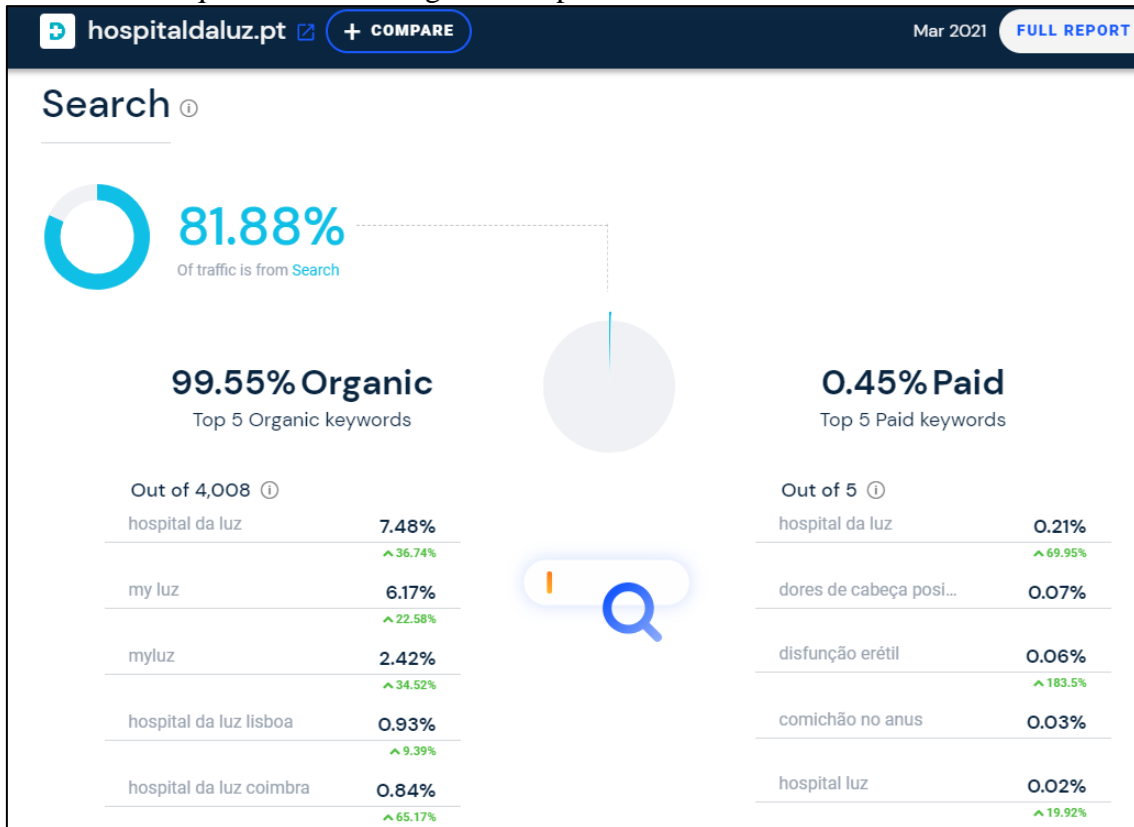 hospitaldaluz.pt + COMPARE Mar 2021 FULL REPORT
Search
81.88%
Of traffic is from Search
99.55% Organic
Top 5 Organic keywords
Out of 4,008
hospital da luz 7.48%
36.74%
my luz 6.17%
22.58%
myluz 2.42%
34.52%
hospital da luz lisboa 0.93%
9.39%
hospital da luz coimbra 0.84%
65.17%
0.45% Paid
Top 5 Paid keywords
Out of 5
hospital da luz 0.21%
69.95%
dores de cabeça posi... 0.07%
disfunção erétil 0.06%
183.5%
comichão no anus 0.03%
hospital luz 0.02%
19.92%